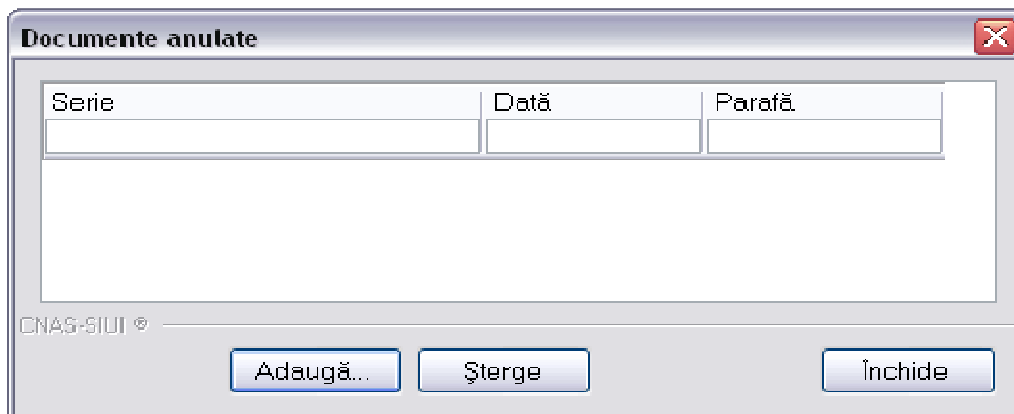 Documente anulate
Serie Dată Parafă
CNAS-SIUI ®
Adaugă... Şterge Închide